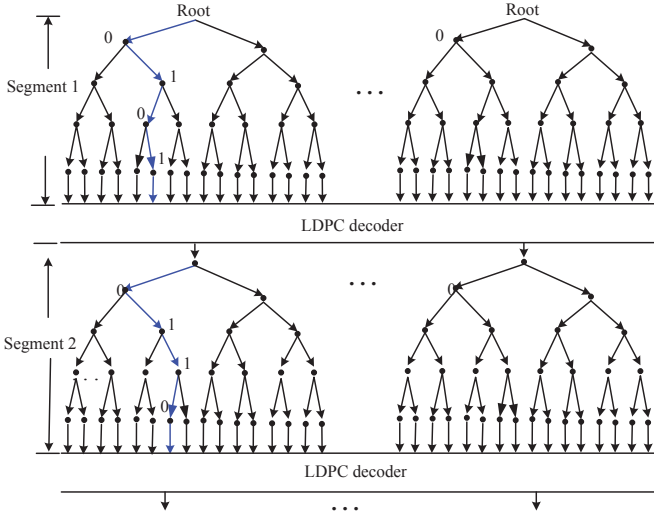 Root
Root
0
0
1
Segment 1
...
0
1
LDPC decoder
...
0
0
1
Segment 2
1
...
0
LDPC decoder
...